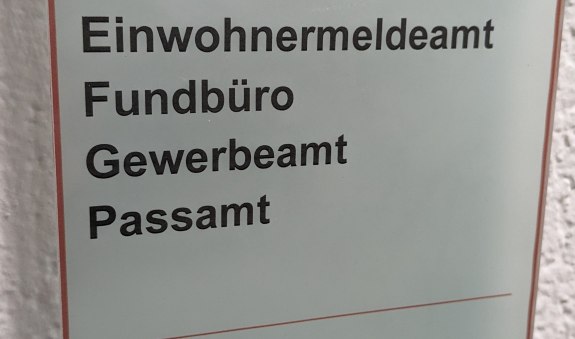 Einwohnermeldeamt
Fundbüro
Gewerbeamt
Passamt